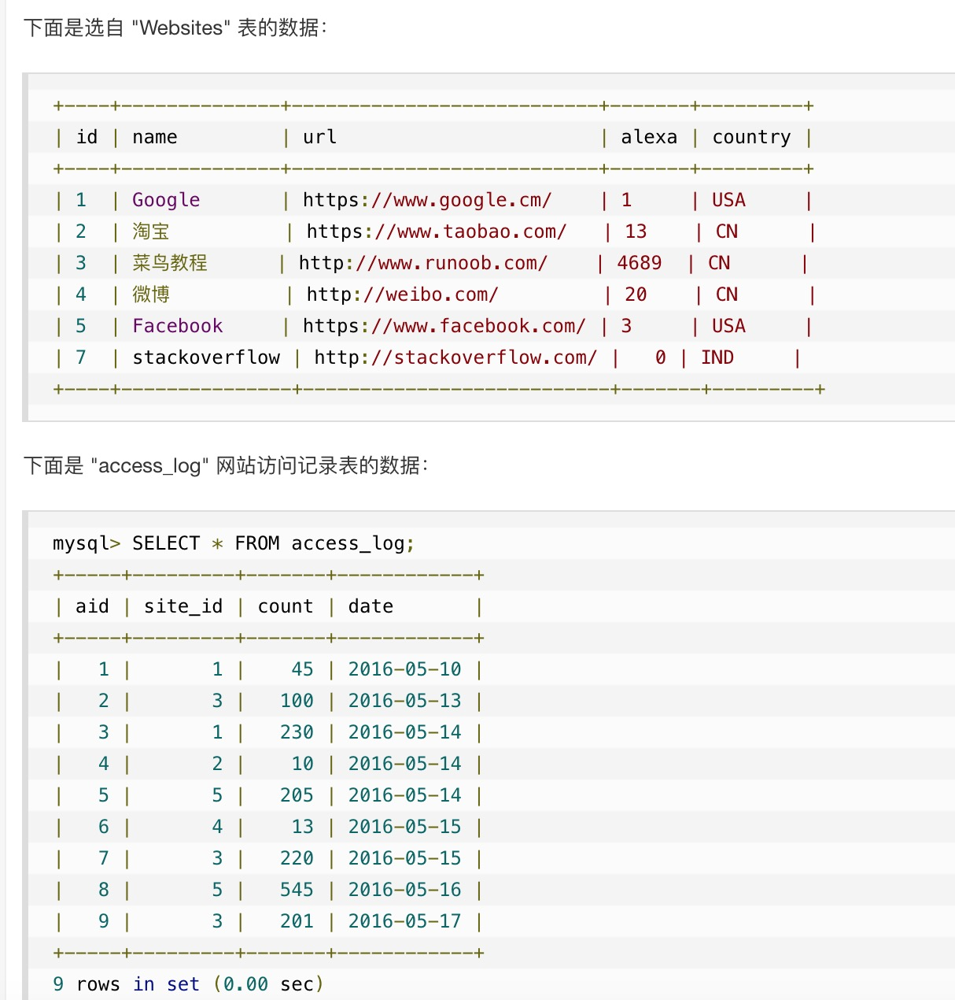 下面是选自 "Websites" 表的数据：
+----+--------------+---------------------------+-------+---------+
| id | name         | url                       | alexa | country |
+----+--------------+---------------------------+-------+---------+
| 1  | Google       | https://www.google.cm/    | 1     | USA     |
| 2  | 淘宝          | https://www.taobao.com/   | 13    | CN      |
| 3  | 菜鸟教程      | http://www.runoob.com/    | 4689  | CN      |
| 4  | 微博          | http://weibo.com/         | 20    | CN      |
| 5  | Facebook     | https://www.facebook.com/ | 3     | USA     |
| 7  | stackoverflow | http://stackoverflow.com/ |   0 | IND     |
+----+---------------+---------------------------+-------+---------+
下面是 "access_log" 网站访问记录表的数据：
mysql> SELECT * FROM access_log;
+-----+---------+-------+------------+
| aid | site_id | count | date       |
+-----+---------+-------+------------+
|   1 |       1 |    45 | 2016-05-10 |
|   2 |       3 |   100 | 2016-05-13 |
|   3 |       1 |   230 | 2016-05-14 |
|   4 |       2 |    10 | 2016-05-14 |
|   5 |       5 |   205 | 2016-05-14 |
|   6 |       4 |    13 | 2016-05-15 |
|   7 |       3 |   220 | 2016-05-15 |
|   8 |       5 |   545 | 2016-05-16 |
|   9 |       3 |   201 | 2016-05-17 |
+-----+---------+-------+------------+
9 rows in set (0.00 sec)